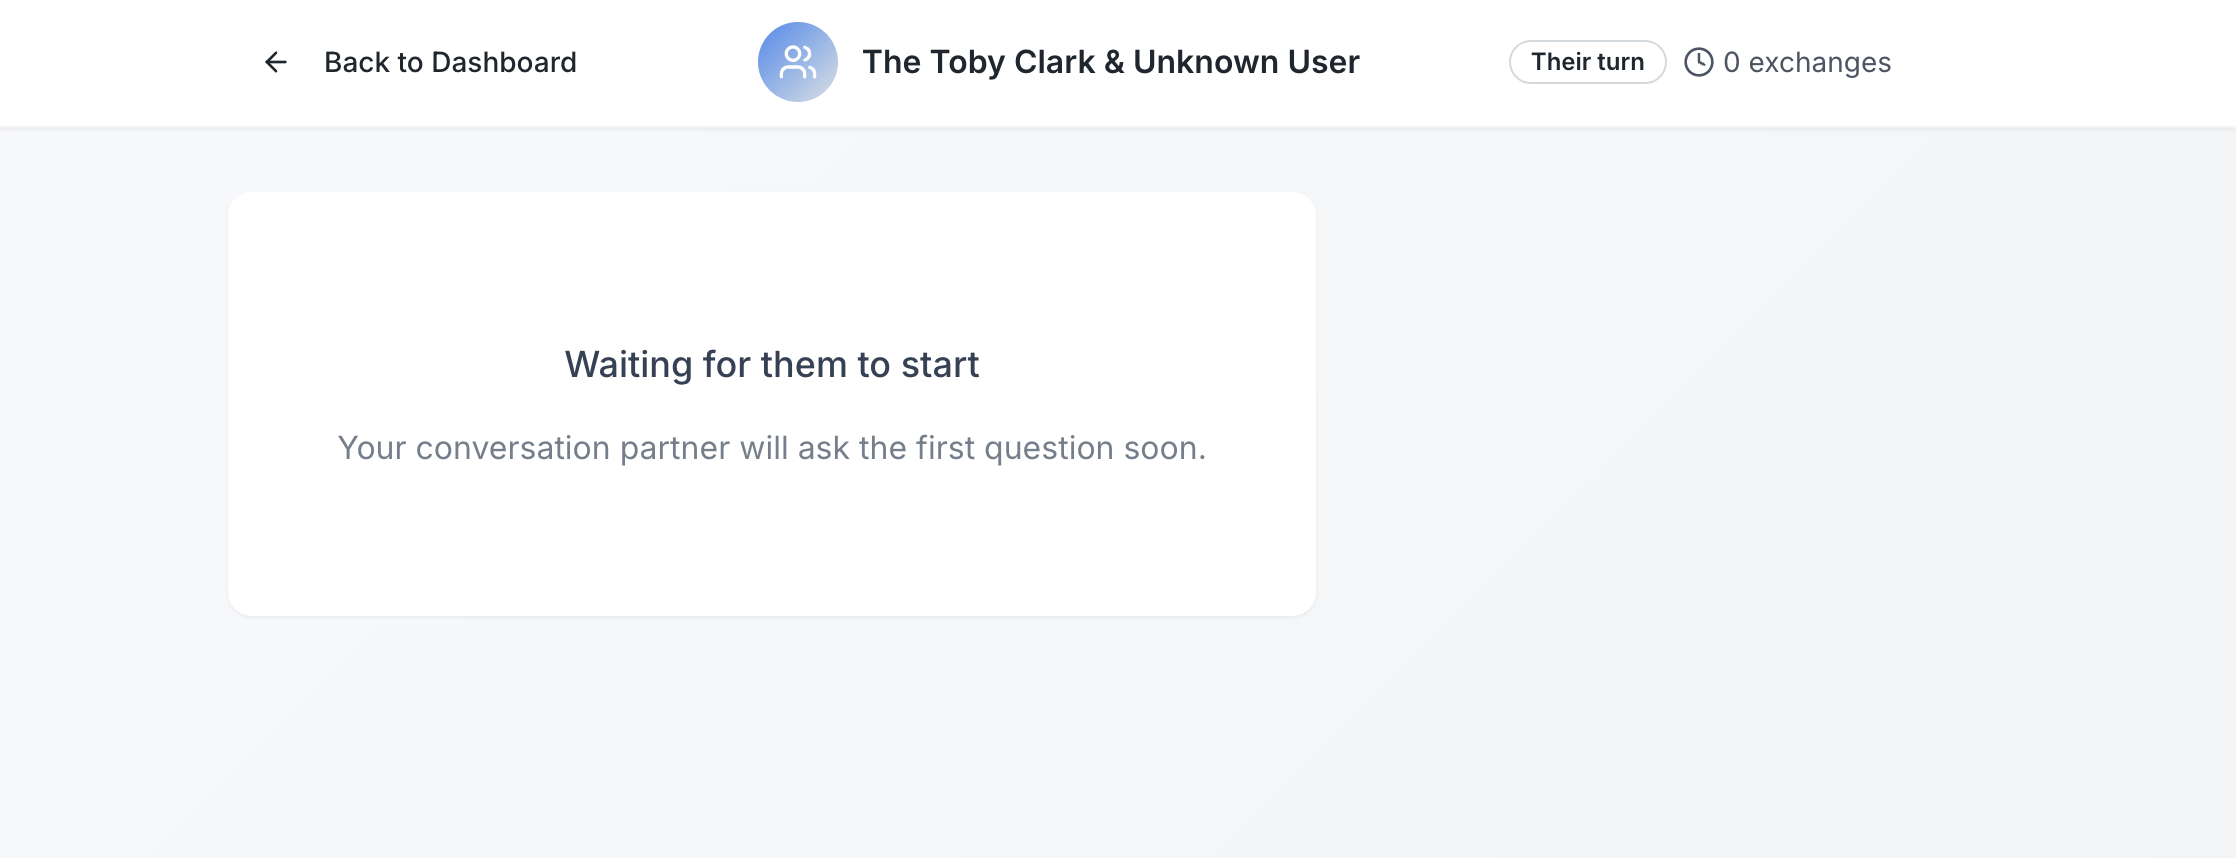 Back to Dashboard
The Toby Clark & Unknown User
Their turn
0 exchanges
Waiting for them to start
Your conversation partner will ask the first question soon.